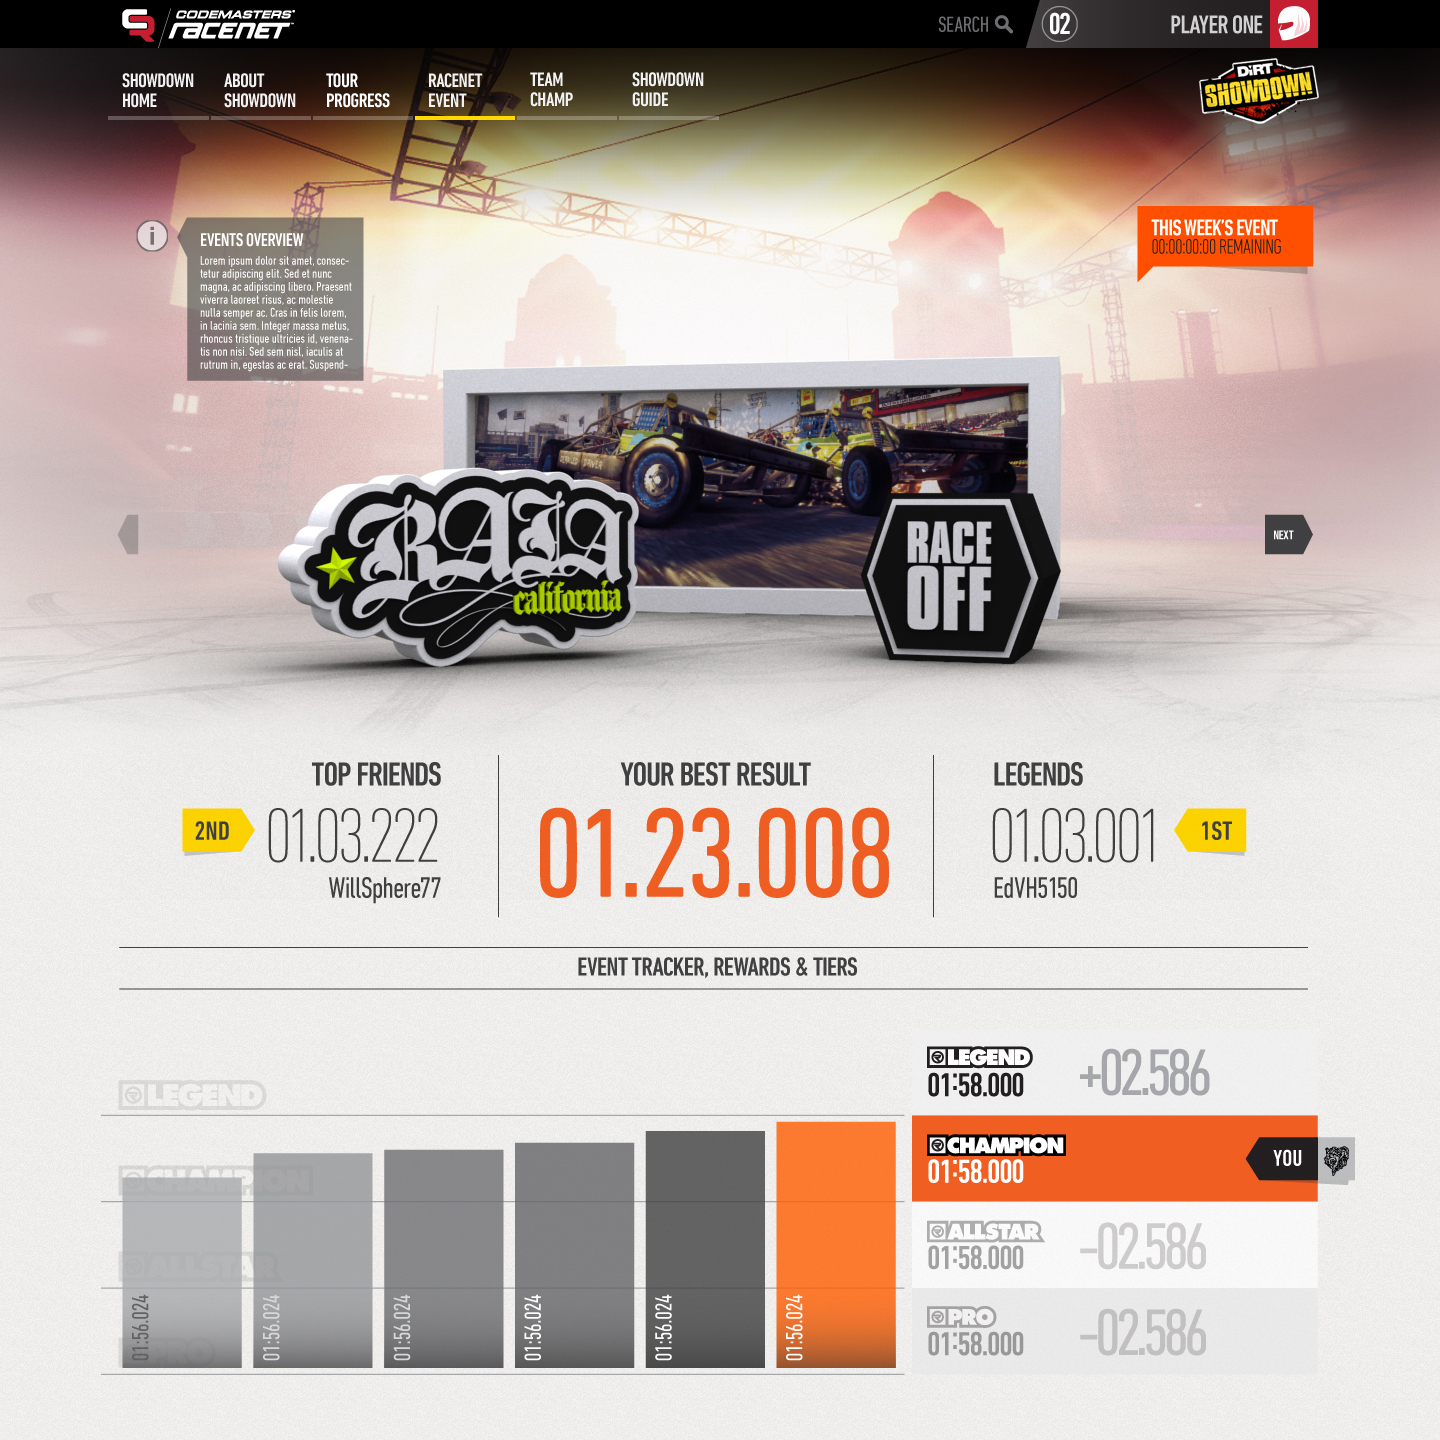 CODEMASTERS
racenet
SEARCH
02
PLAYER ONE
SHOWDOWN
HOME
ABOUT
SHOWDOWN
TOUR
PROGRESS
RACENET
EVENT
TEAM
CHAMP
SHOWDOWN
GUIDE
DiRT
SHOWDOWN
i
EVENTS OVERVIEW
Lorem ipsum dolor sit amet, consec-
tetur adipiscing elit. Sed et nunc
magna, ac adipiscing libero. Praesent
viverra laoreet risus, ac molestie
nulla semper ac. Cras in felis lorem,
in lacinia sem. Integer massa metus,
rhoncus tristique ultricies id, venena-
tis non nisi. Sed sem nisl, iaculis at
rutrum in, egestas ac erat. Suspend-
THIS WEEK'S EVENT
00:00:00:00 REMAINING
BAJA
california
RACE
OFF
NEXT
TOP FRIENDS
2ND
01.03.222
WillSphere77
YOUR BEST RESULT
01.23.008
LEGENDS
01.03.001
1ST
EdVH5150
EVENT TRACKER, REWARDS & TIERS
LEGEND
CHAMPION
ALLSTAR
PRO
01:56.024
01:56.024
01:56.024
01:56.024
01:56.024
01:56.024
LEGEND
01:58.000
+02.586
CHAMPION
01:58.000
YOU
ALLSTAR
01:58.000
-02.586
PRO
01:58.000
-02.586